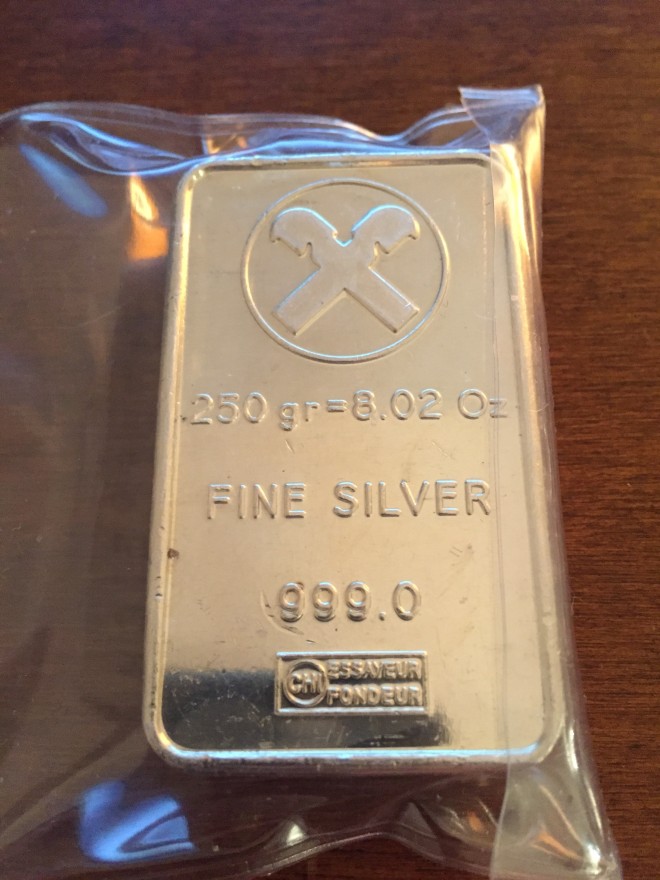 250 gr=8.02 Oz
FINE SILVER
999.0
CHI ESSAYEUR
FONDEUR